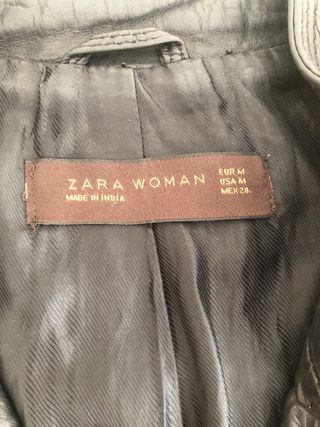 ZARA WOMAN
MADE IN INDIA
EUR M
USA M
MEX 28.